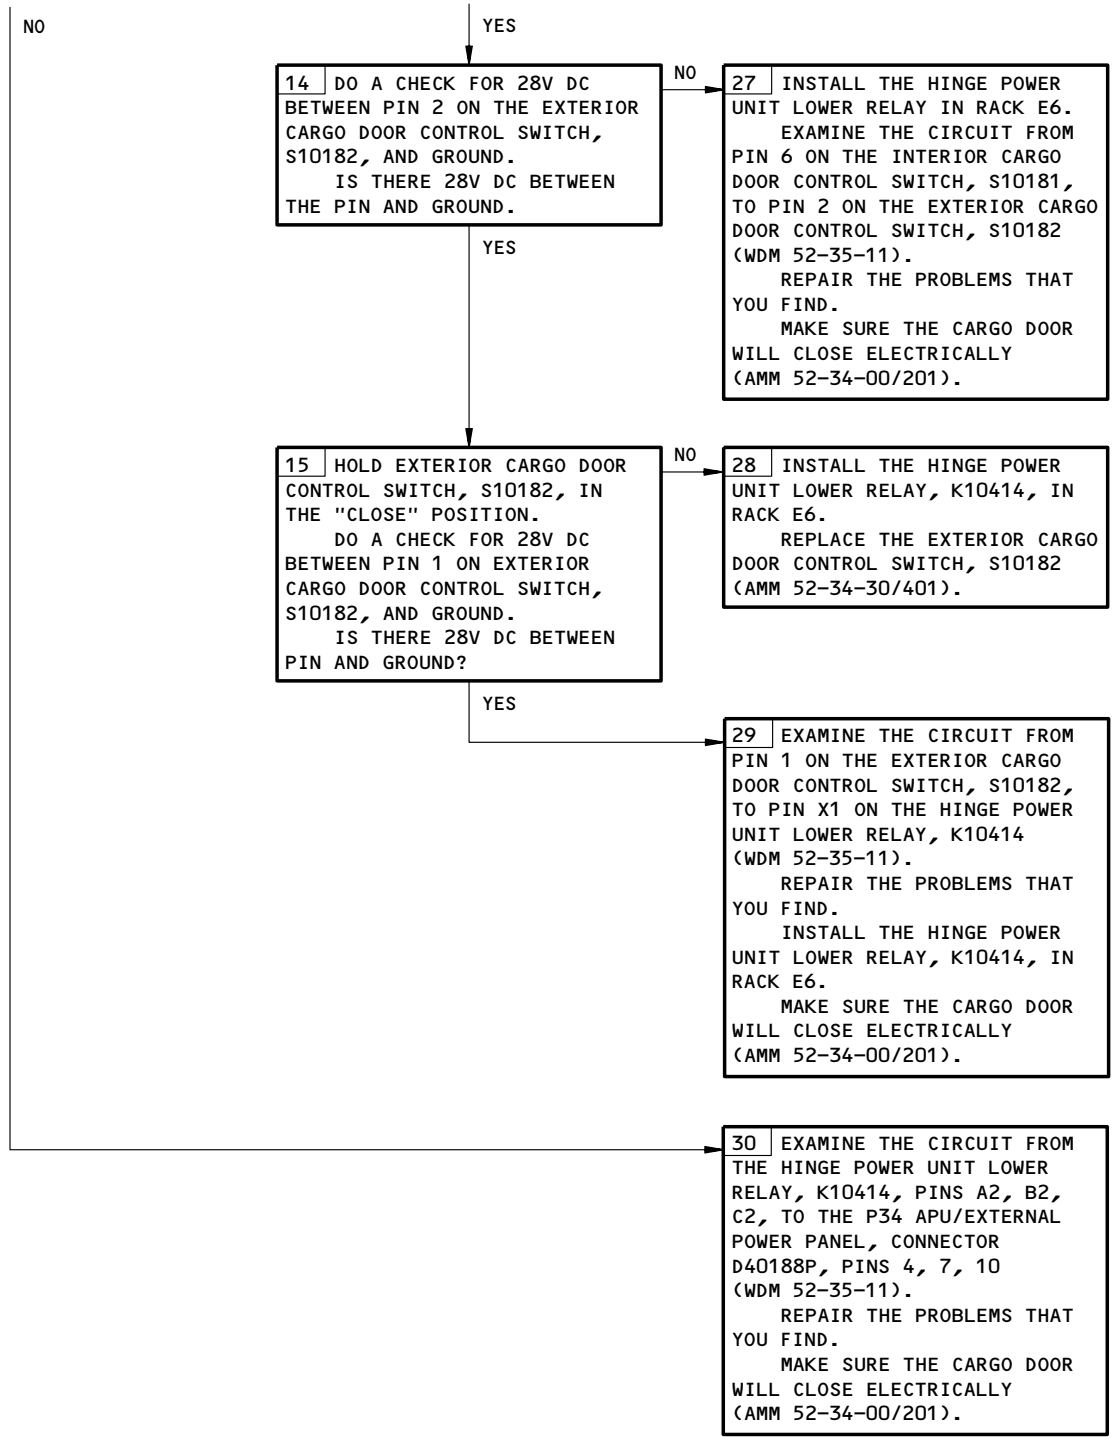 NO
YES
14 DO A CHECK FOR 28V DC
BETWEEN PIN 2 ON THE EXTERIOR
CARGO DOOR CONTROL SWITCH,
S10182, AND GROUND.
IS THERE 28V DC BETWEEN
THE PIN AND GROUND.
NO
27 INSTALL THE HINGE POWER
UNIT LOWER RELAY IN RACK E6.
EXAMINE THE CIRCUIT FROM
PIN 6 ON THE INTERIOR CARGO
DOOR CONTROL SWITCH, S10181,
TO PIN 2 ON THE EXTERIOR CARGO
DOOR CONTROL SWITCH, S10182
(WDM 52-35-11).
REPAIR THE PROBLEMS THAT
YOU FIND.
MAKE SURE THE CARGO DOOR
WILL CLOSE ELECTRICALLY
(AMM 52-34-00/201).
YES
15 HOLD EXTERIOR CARGO DOOR
CONTROL SWITCH, S10182, IN
THE "CLOSE" POSITION.
DO A CHECK FOR 28V DC
BETWEEN PIN 1 ON EXTERIOR
CARGO DOOR CONTROL SWITCH,
S10182, AND GROUND.
IS THERE 28V DC BETWEEN
PIN AND GROUND?
NO
28 INSTALL THE HINGE POWER
UNIT LOWER RELAY, K10414, IN
RACK E6.
REPLACE THE EXTERIOR CARGO
DOOR CONTROL SWITCH, S10182
(AMM 52-34-30/401).
YES
29 EXAMINE THE CIRCUIT FROM
PIN 1 ON THE EXTERIOR CARGO
DOOR CONTROL SWITCH, S10182,
TO PIN X1 ON THE HINGE POWER
UNIT LOWER RELAY, K10414
(WDM 52-35-11).
REPAIR THE PROBLEMS THAT
YOU FIND.
INSTALL THE HINGE POWER
UNIT LOWER RELAY, K10414, IN
RACK E6.
MAKE SURE THE CARGO DOOR
WILL CLOSE ELECTRICALLY
(AMM 52-34-00/201).
30 EXAMINE THE CIRCUIT FROM
THE HINGE POWER UNIT LOWER
RELAY, K10414, PINS A2, B2,
C2, TO THE P34 APU/EXTERNAL
POWER PANEL, CONNECTOR
D40188P, PINS 4, 7, 10
(WDM 52-35-11).
REPAIR THE PROBLEMS THAT
YOU FIND.
MAKE SURE THE CARGO DOOR
WILL CLOSE ELECTRICALLY
(AMM 52-34-00/201).